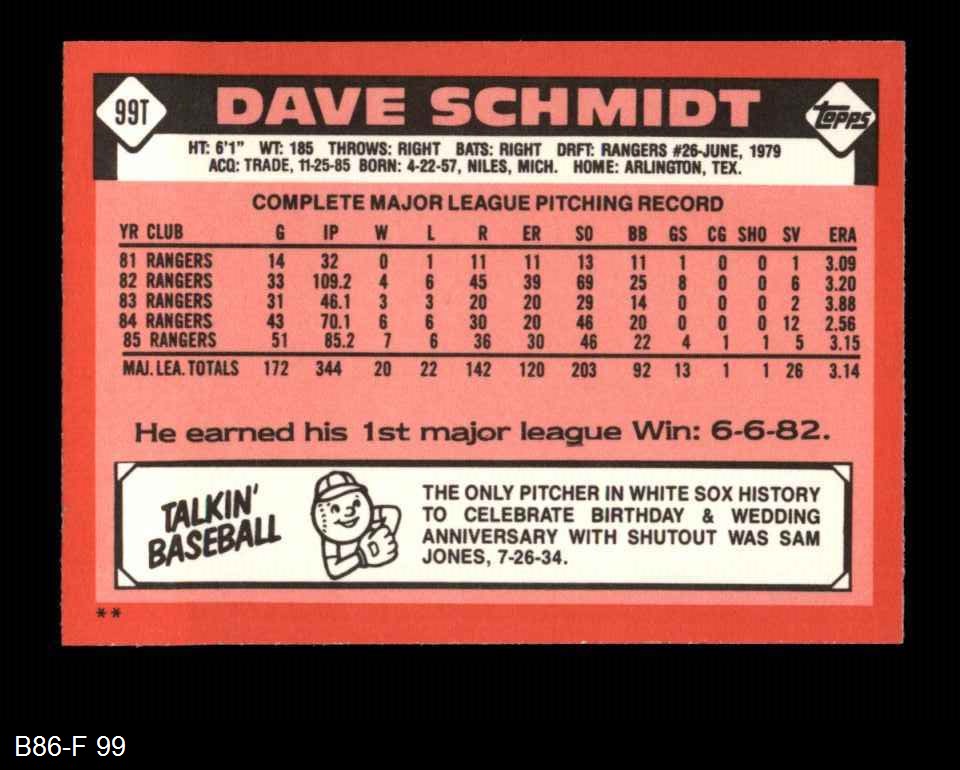 99T
DAVE SCHMIDT
Topps
HT: 6'1" WT: 185 THROWS: RIGHT BATS: RIGHT DRFT: RANGERS #26-JUNE, 1979
ACQ: TRADE, 11-25-85 BORN: 4-22-57, NILES, MICH. HOME: ARLINGTON, TEX.
COMPLETE MAJOR LEAGUE PITCHING RECORD
YR CLUB G IP W L R ER SO BB GS CG SHO SV ERA
81 RANGERS 14 32 0 1 11 11 13 11 1 0 0 1 3.09
82 RANGERS 33 109.2 4 6 45 39 69 25 8 0 0 6 3.20
83 RANGERS 31 46.1 3 3 20 20 29 14 0 0 0 2 3.88
84 RANGERS 43 70.1 6 6 30 20 46 20 0 0 0 12 2.56
85 RANGERS 51 85.2 7 6 36 30 46 22 4 1 1 5 3.15
MAJ. LEA. TOTALS 172 344 20 22 142 120 203 92 13 1 1 26 3.14
He earned his 1st major league Win: 6-6-82.
TALKIN'
BASEBALL
THE ONLY PITCHER IN WHITE SOX HISTORY
TO CELEBRATE BIRTHDAY & WEDDING
ANNIVERSARY WITH SHUTOUT WAS SAM
JONES, 7-26-34.
**
B86-F 99